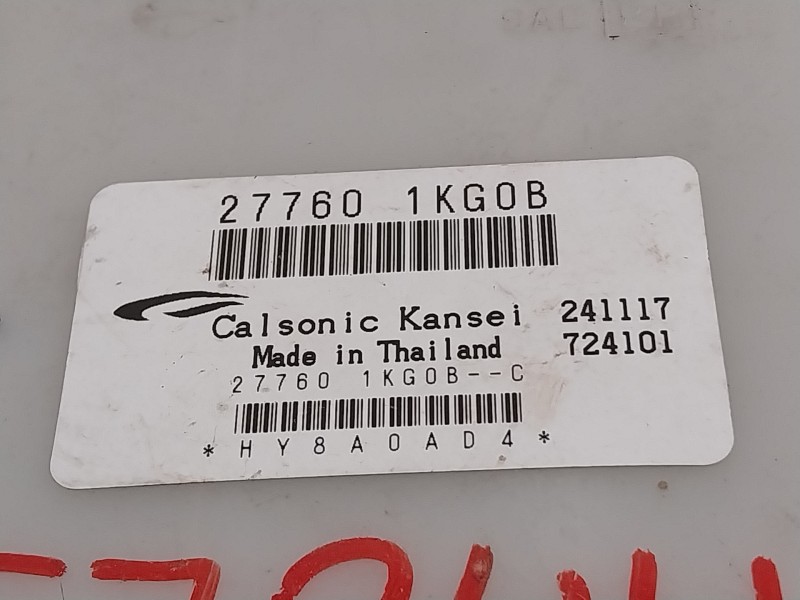 27760 1KG0B
Calsonic Kansei 241117
Made in Thailand 724101
27760 1KG0B--C
*HY8A0AD4*